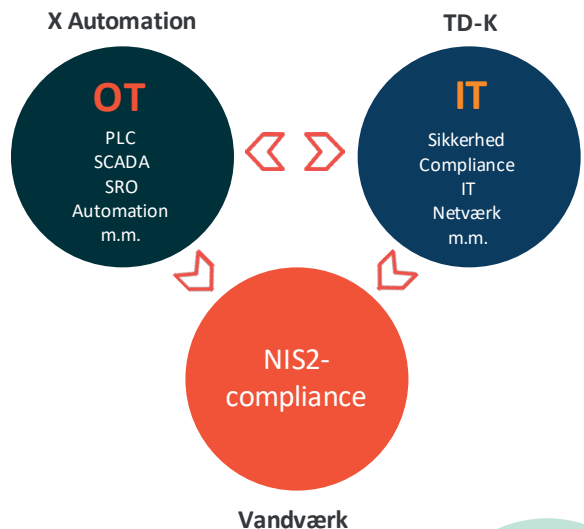 X Automation
TD-K
OT
PLC
SCADA
SRO
Automation
m.m.
IT
Sikkerhed
Compliance
IT
Netværk
m.m.
NIS2-
compliance
Vandværk